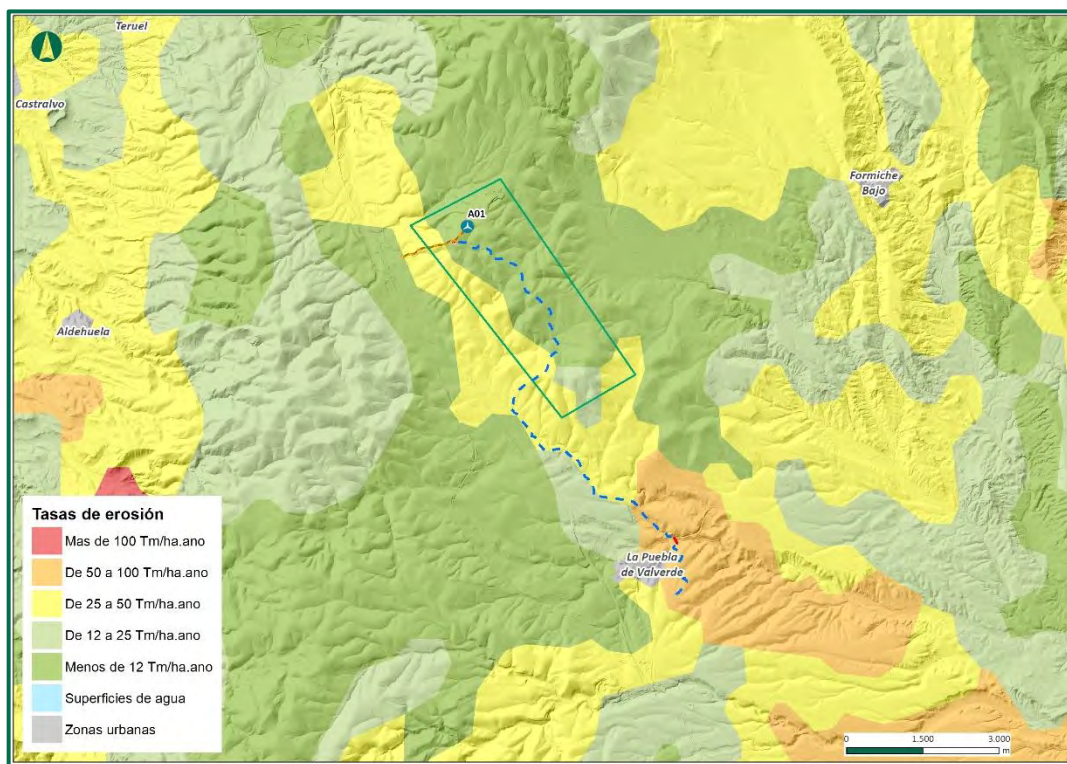 Teruel
Castralvo
Formiche
Bajo
A01
Aldehuela
La Puebla
de Valverde
Tasas de erosión
Mas de 100 Tm/ha.ano
De 50 a 100 Tm/ha.ano
De 25 a 50 Tm/ha.ano
De 12 a 25 Tm/ha.ano
Menos de 12 Tm/ha.ano
Superficies de agua
Zonas urbanas
0 1.500 3.000
m